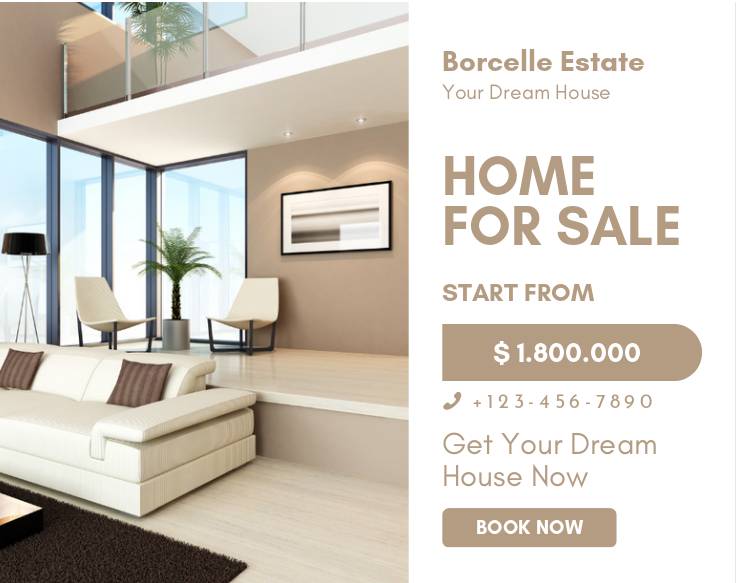 Borcelle Estate
Your Dream House
HOME
FOR SALE
START FROM
$ 1.800.000
+123-456-7890
Get Your Dream
House Now
BOOK NOW